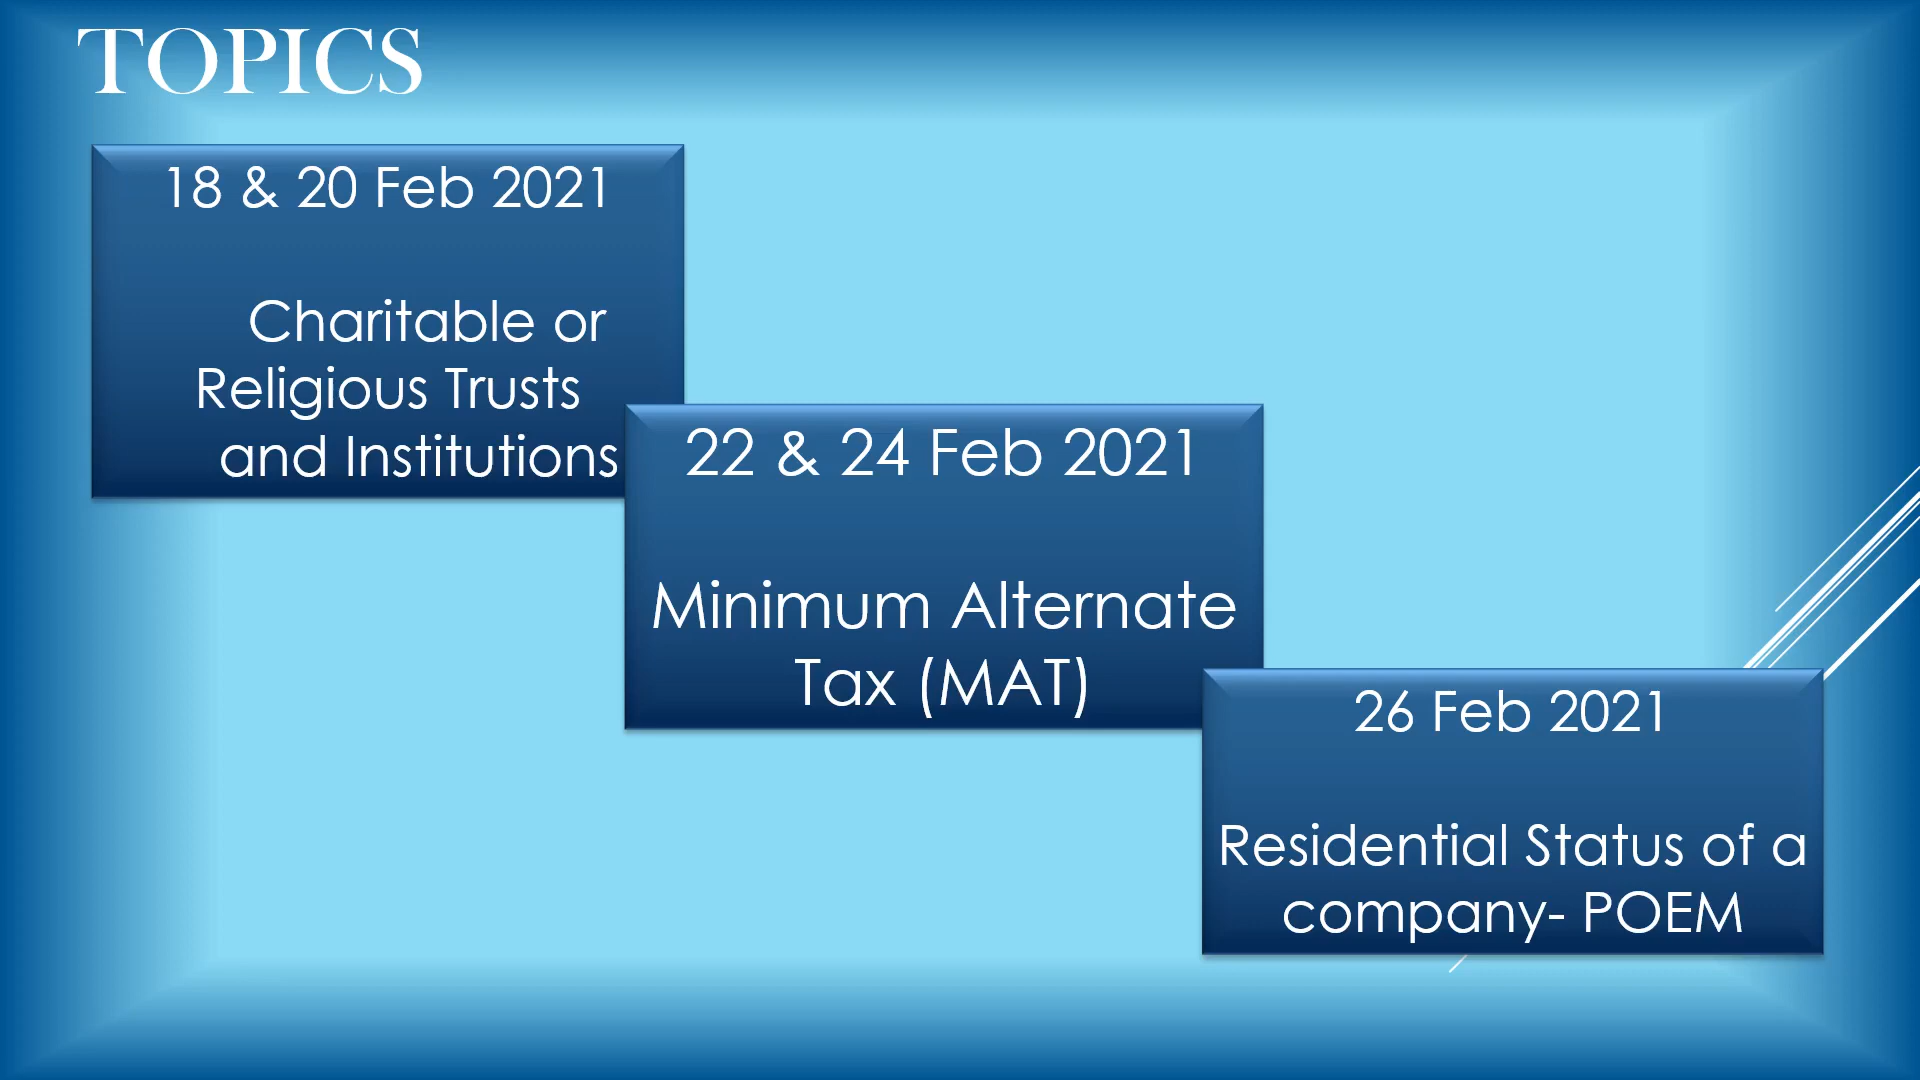 TOPICS
18 & 20 Feb 2021
Charitable or
Religious Trusts
and Institutions
22 & 24 Feb 2021
Minimum Alternate
Tax (MAT)
26 Feb 2021
Residential Status of a
company- POEM